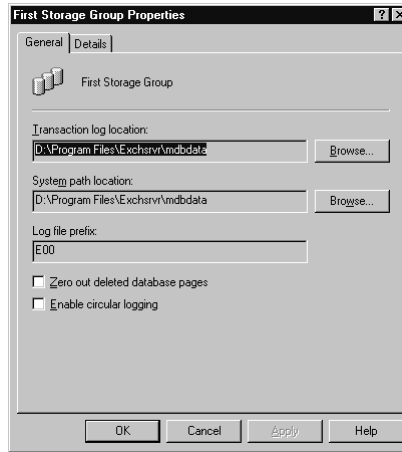 First Storage Group Properties
General Details
First Storage Group
Transaction log location:
D:\Program Files\Exchsrvr\mdbdata Browse...
System path location:
D:\Program Files\Exchsrvr\mdbdata Browse...
Log file prefix:
E00
Zero out deleted database pages
Enable circular logging
OK Cancel Apply Help